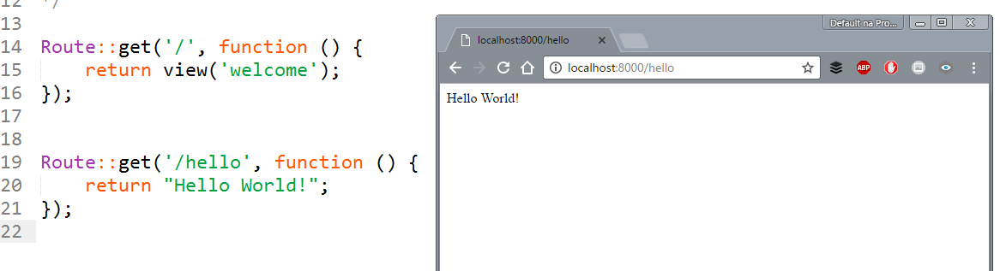 12 */
13
14 Route::get('/', function () {
15     return view('welcome');
16 });
17
18
19 Route::get('/hello', function () {
20     return "Hello World!";
21 });
22
Default na Pro...
localhost:8000/hello
localhost:8000/hello
ABP
Hello World!